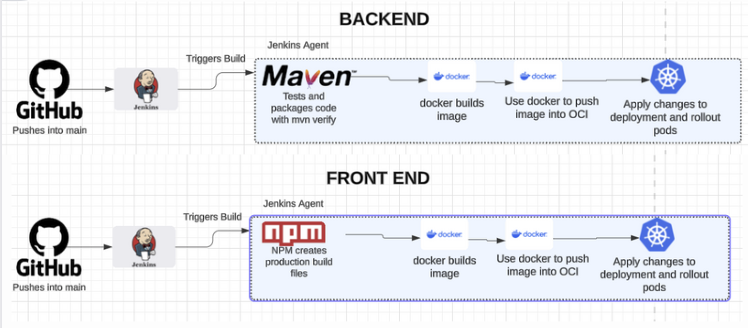 BACKEND
Jenkins Agent
Triggers Build
GitHub
Pushes into main
Jenkins
Maven™
Tests and
packages code
with mvn verify
docker
docker builds
image
docker
Use docker to push
image into OCI
Apply changes to
deployment and rollout
pods
FRONT END
Jenkins Agent
Triggers Build
GitHub
Pushes into main
Jenkins
npm
NPM creates
production build
files
docker
docker builds
image
docker
Use docker to push
image into OCI
Apply changes to
deployment and rollout
pods